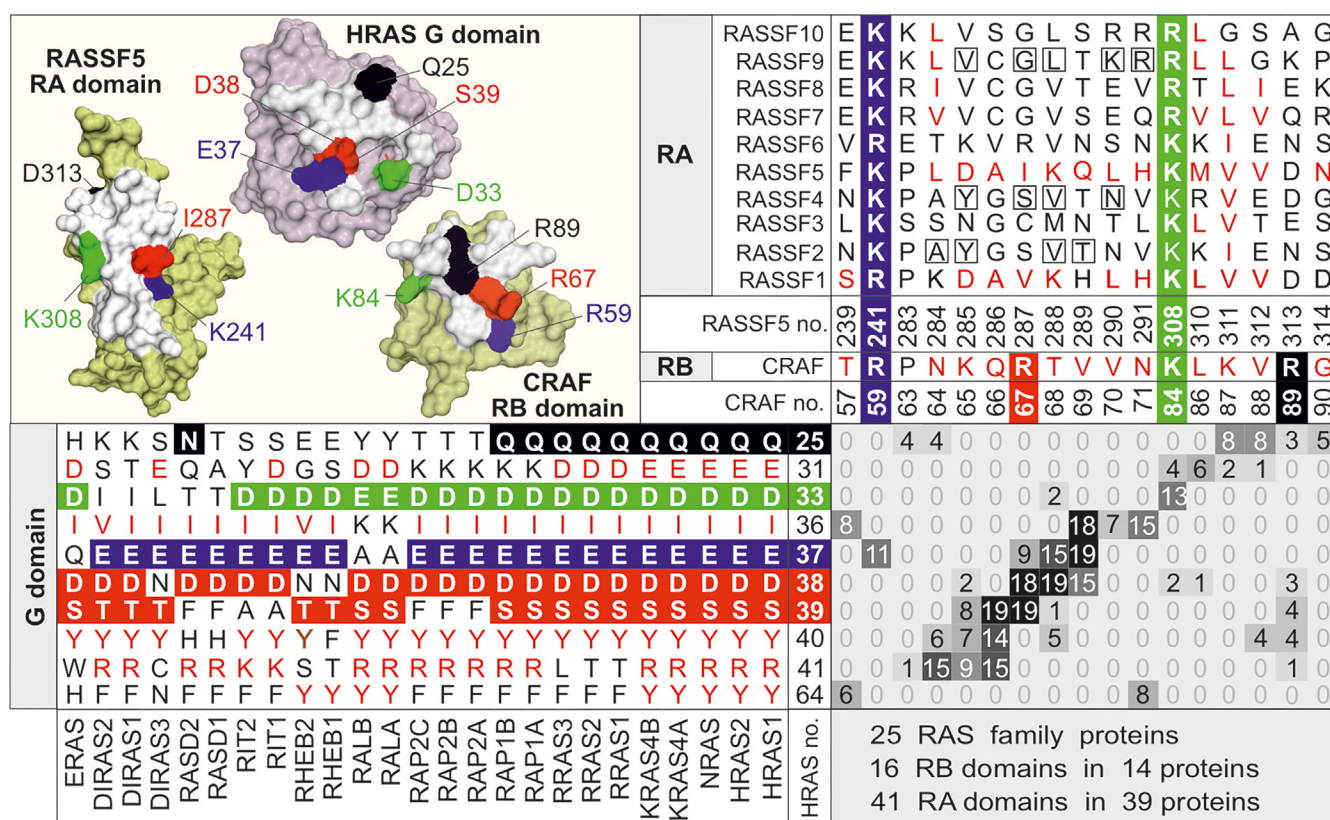 RASSF5
RA domain
HRAS G domain
Q25
D38
S39
E37
D33
D313
I287
K308
K241
R89
R67
K84
R59
CRAF
RB domain
RA
RASSF10 E K K L V S G L S R R R L G S A G
RASSF9 E K K L V C G L T K R R L L G K P
RASSF8 E K R I V C G V T E V R T L I E K
RASSF7 E K R V V C G V S E Q R V L V Q R
RASSF6 V R E T K V R V N S N K K I E N S
RASSF5 F K P L D A I K Q L H K M V V D N
RASSF4 N K P A Y G S V T N V K R V E D G
RASSF3 L K S S N G C M N T L K L V T E S
RASSF2 N K P A Y G S V T N V K K I E N S
RASSF1 S R P K D A V K H L H K L V V D D
RASSF5 no. 239 241 283 284 285 286 287 288 289 290 291 308 310 311 312 313 314
RB CRAF T R P N K Q R T V V N K L K V R G
CRAF no. 57 59 63 64 65 66 67 68 69 70 71 84 86 87 88 89 90
G domain
H K K S N T S S E E Y Y T T T Q Q Q Q Q Q Q Q Q Q 25 0 0 4 4 0 0 0 0 0 0 0 0 0 8 8 3 5
D S T E Q A Y D G S D D K K K K K D D D E E E E E 31 0 0 0 0 0 0 0 0 0 0 0 4 6 2 1 0 0
D I I L T T D D D D E E D D D D D D D D D D D D D 33 0 0 0 0 0 0 0 2 0 0 0 13 0 0 0 0 0
I V I I I I I I V I K K I I I I I I I I I I I I I 36 8 0 0 0 0 0 0 0 18 7 15 0 0 0 0 0 0
Q E E E E E E E E E A A E E E E E E E E E E E E E 37 0 11 0 0 0 0 9 15 19 0 0 0 0 0 0 0 0
D D D N D D D D N N D D D D D D D D D D D D D D D 38 0 0 0 0 2 0 18 19 15 0 0 2 1 0 0 3 0
S T T T F F A A T T S S F F F S S S S S S S S S S 39 0 0 0 0 8 19 19 1 0 0 0 0 0 0 0 4 0
Y Y Y Y H H Y Y Y F Y Y Y Y Y Y Y Y Y Y Y Y Y Y Y 40 0 0 0 6 7 14 0 5 0 0 0 0 0 0 4 4 0
W R R C R R K K S T R R R R R R R L T T R R R R R 41 0 0 1 15 9 15 0 0 0 0 0 0 0 0 0 1 0
H F F N F F F F Y Y Y Y F F F F F F F F Y Y Y Y Y 64 6 0 0 0 0 0 0 0 0 0 8 0 0 0 0 0 0
ERAS DIRAS2 DIRAS1 DIRAS3 RASD2 RASD1 RIT2 RIT1 RHEB2 RHEB1 RALB RALA RAP2C RAP2B RAP2A RAP1B RAP1A RRAS3 RRAS2 RRAS1 KRAS4B KRAS4A NRAS HRAS2 HRAS1 HRAS no.
25 RAS family proteins
16 RB domains in 14 proteins
41 RA domains in 39 proteins